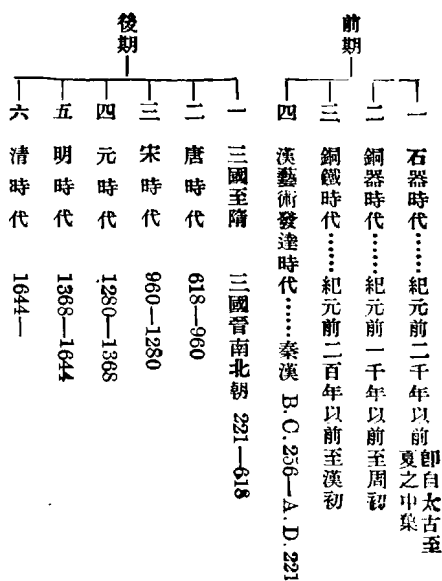 前期
一 石器時代……紀元前二千年以前 即自太古至夏之中葉
二 銅器時代……紀元前一千年以前至周初
三 銅鐵時代……紀元前二百年以前至漢初
四 漢藝術發達時代……秦漢 B.C.256—A.D.221
後期
一 三國至隋 三國晉南北朝 221—618
二 唐時代 618—960
三 宋時代 960—1280
四 元時代 1280—1368
五 明時代 1368—1644
六 清時代 1644—